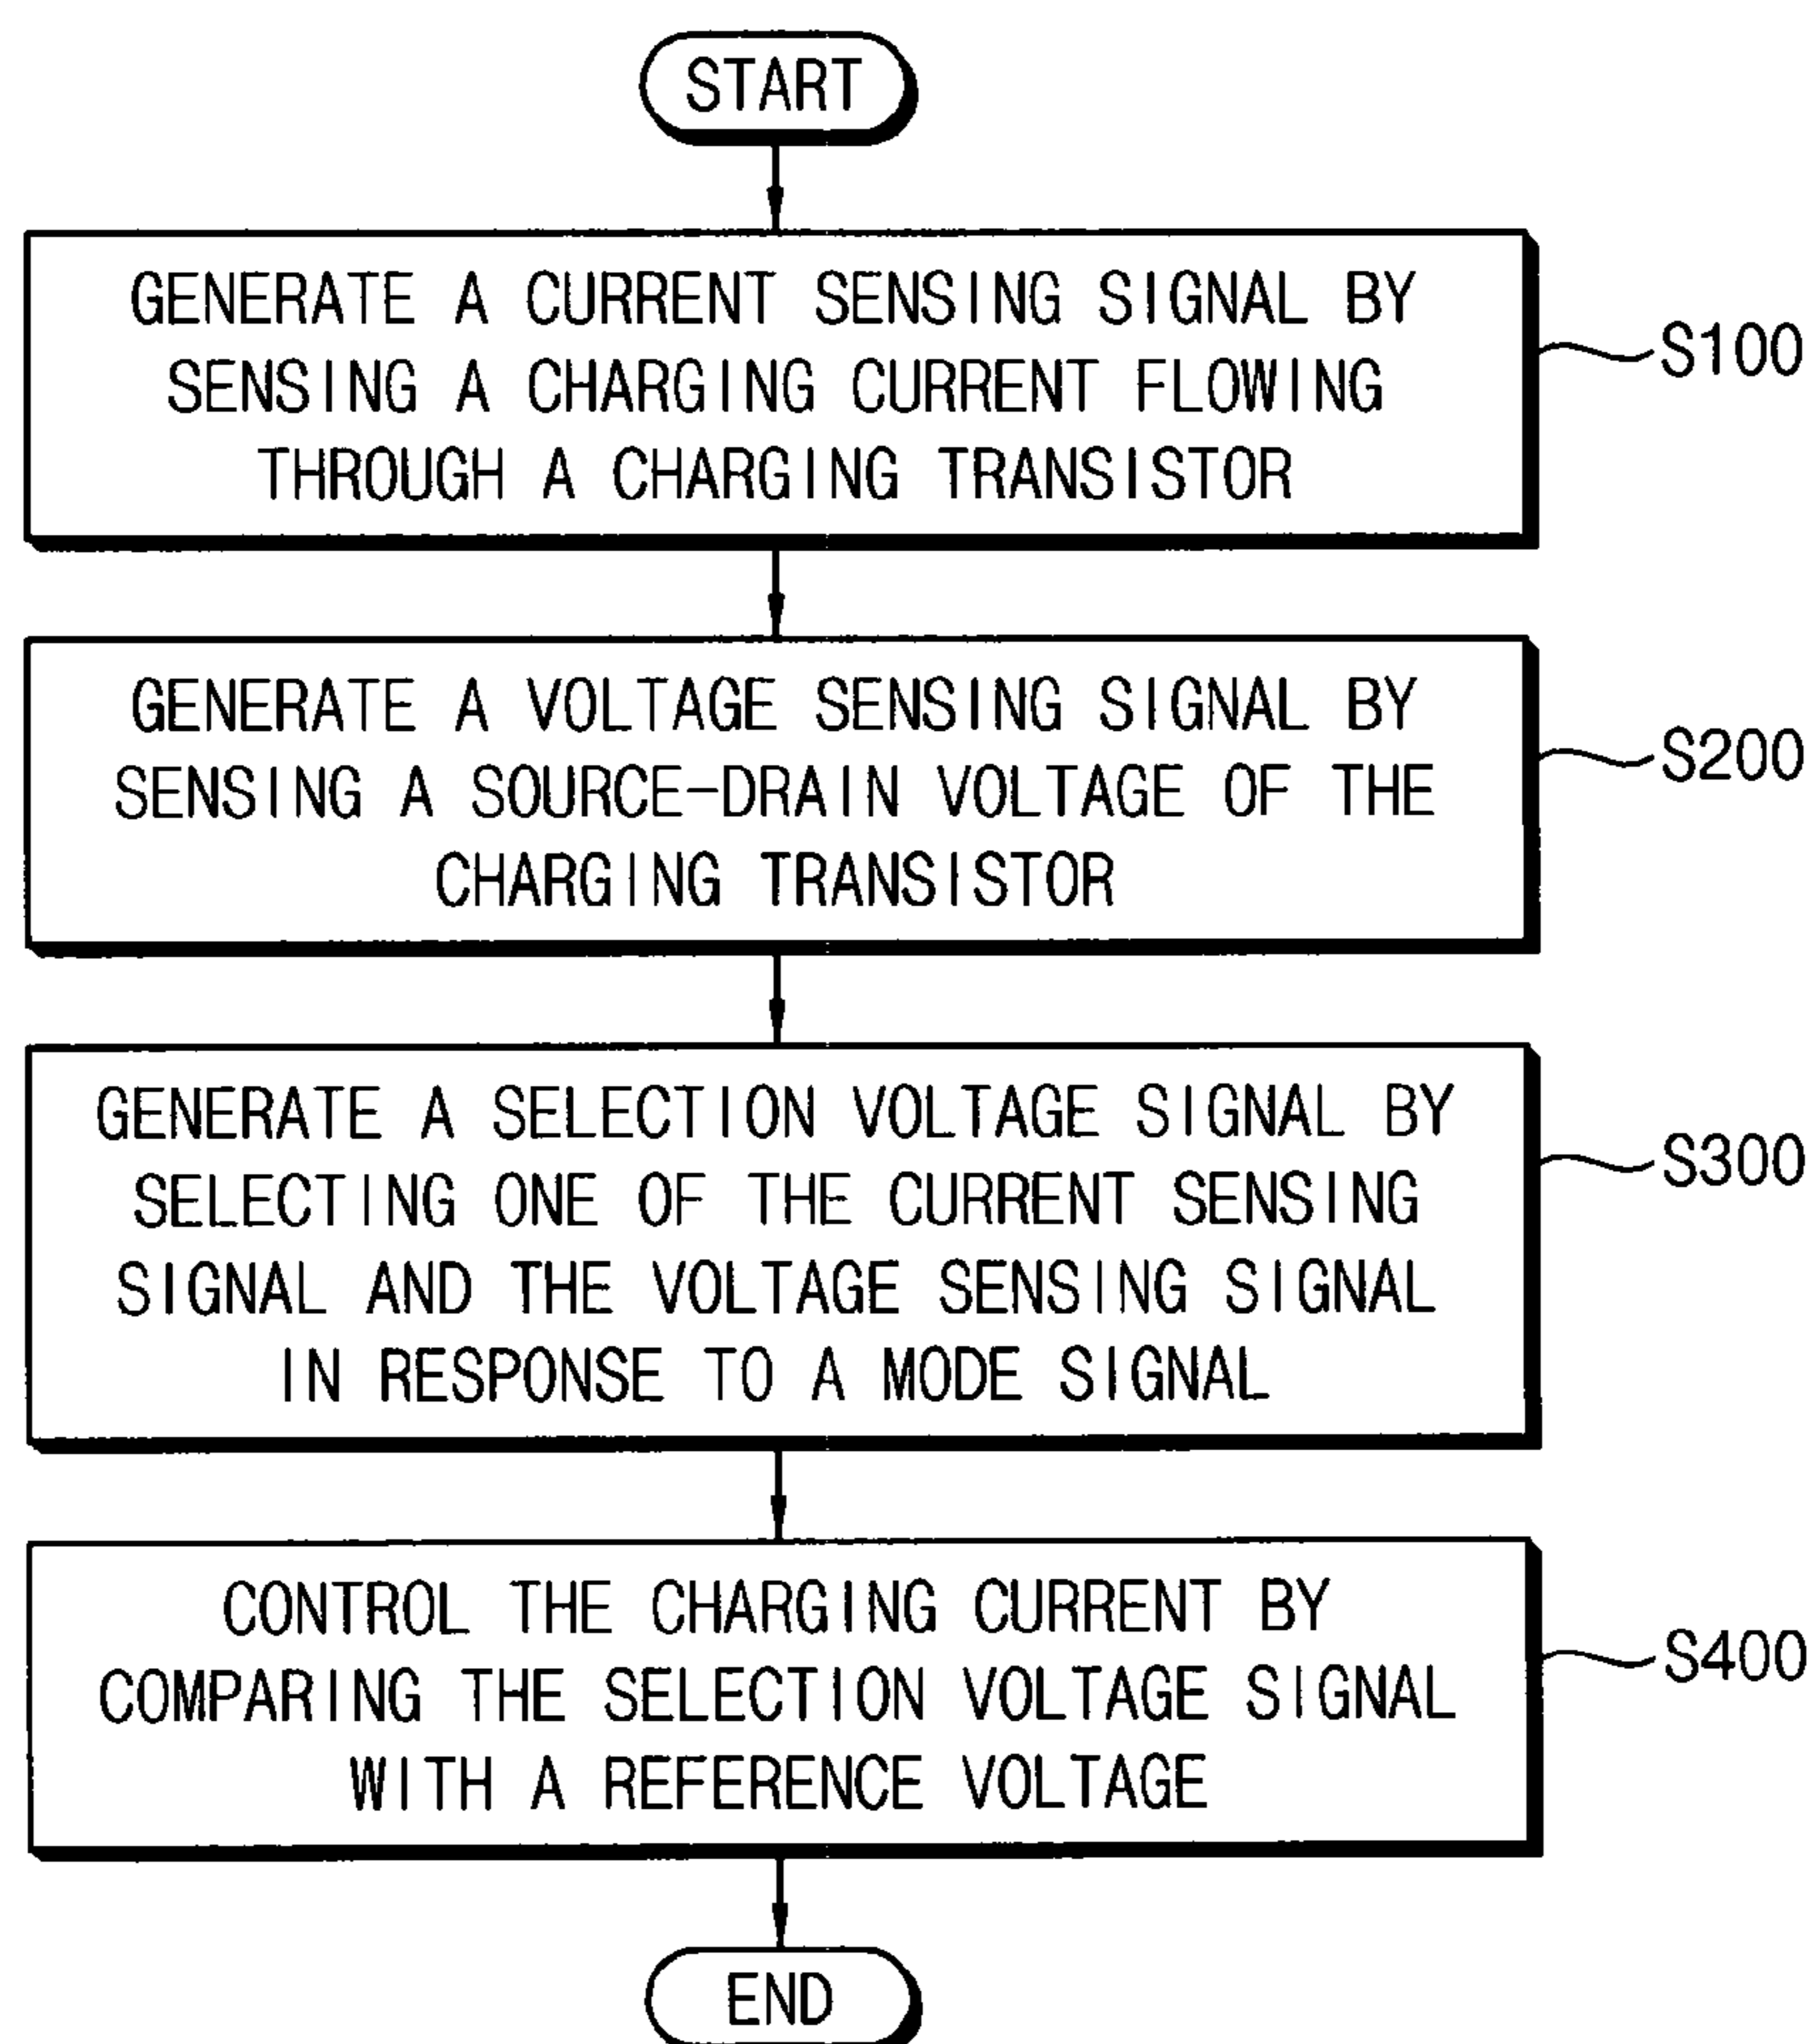 START
GENERATE A CURRENT SENSING SIGNAL BY
SENSING A CHARGING CURRENT FLOWING
THROUGH A CHARGING TRANSISTOR
S100
GENERATE A VOLTAGE SENSING SIGNAL BY
SENSING A SOURCE-DRAIN VOLTAGE OF THE
CHARGING TRANSISTOR
S200
GENERATE A SELECTION VOLTAGE SIGNAL BY
SELECTING ONE OF THE CURRENT SENSING
SIGNAL AND THE VOLTAGE SENSING SIGNAL
IN RESPONSE TO A MODE SIGNAL
S300
CONTROL THE CHARGING CURRENT BY
COMPARING THE SELECTION VOLTAGE SIGNAL
WITH A REFERENCE VOLTAGE
S400
END